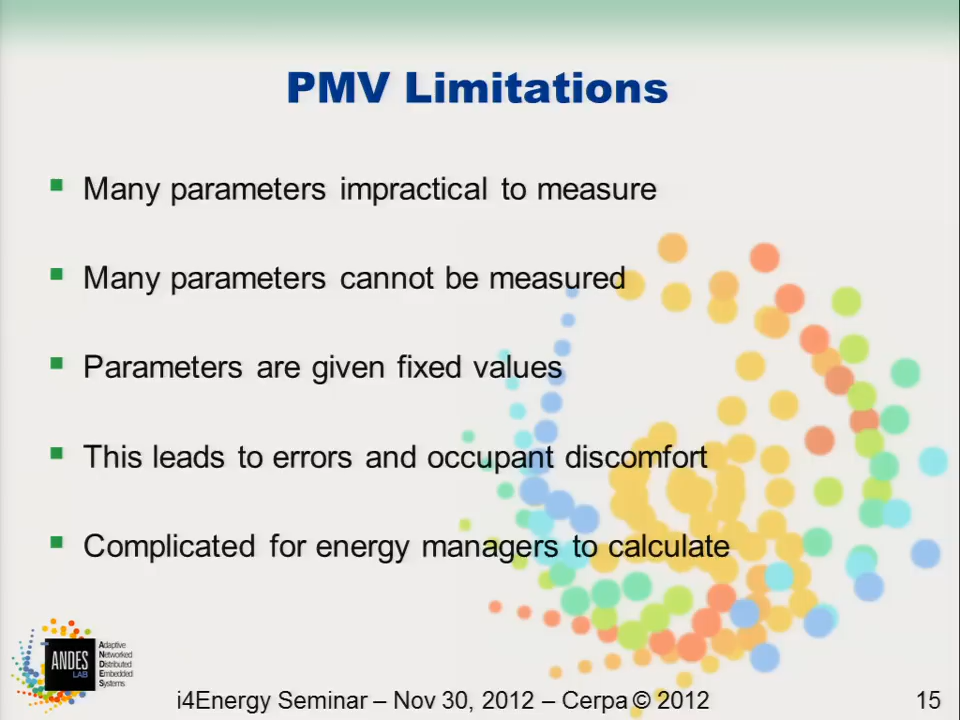 PMV Limitations
Many parameters impractical to measure
Many parameters cannot be measured
Parameters are given fixed values
This leads to errors and occupant discomfort
Complicated for energy managers to calculate
ANDES
LAB
Adaptive
Networked
Distributed
Embedded
Systems
i4Energy Seminar – Nov 30, 2012 – Cerpa © 2012
15